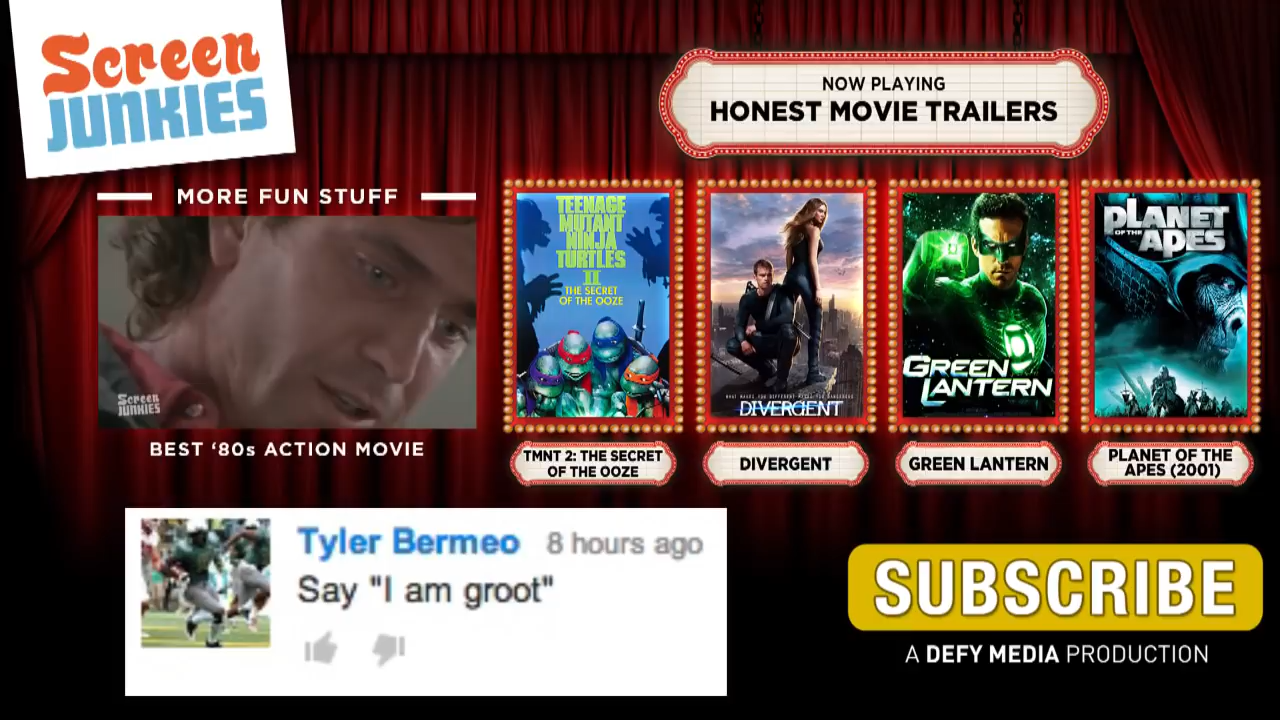 Screen
JUNKIES
NOW PLAYING
HONEST MOVIE TRAILERS
MORE FUN STUFF
Screen
JUNKIES
BEST ‘80s ACTION MOVIE
TEENAGE
MUTANT
NINJA
TURTLES
II
THE SECRET
OF THE OOZE
DIVERGENT
GREEN
LANTERN
PLANET
OF THE
APES
TMNT 2: THE SECRET
OF THE OOZE
DIVERGENT
GREEN LANTERN
PLANET OF THE
APES (2001)
Tyler Bermeo 8 hours ago
Say "I am groot"
SUBSCRIBE
A DEFY MEDIA PRODUCTION